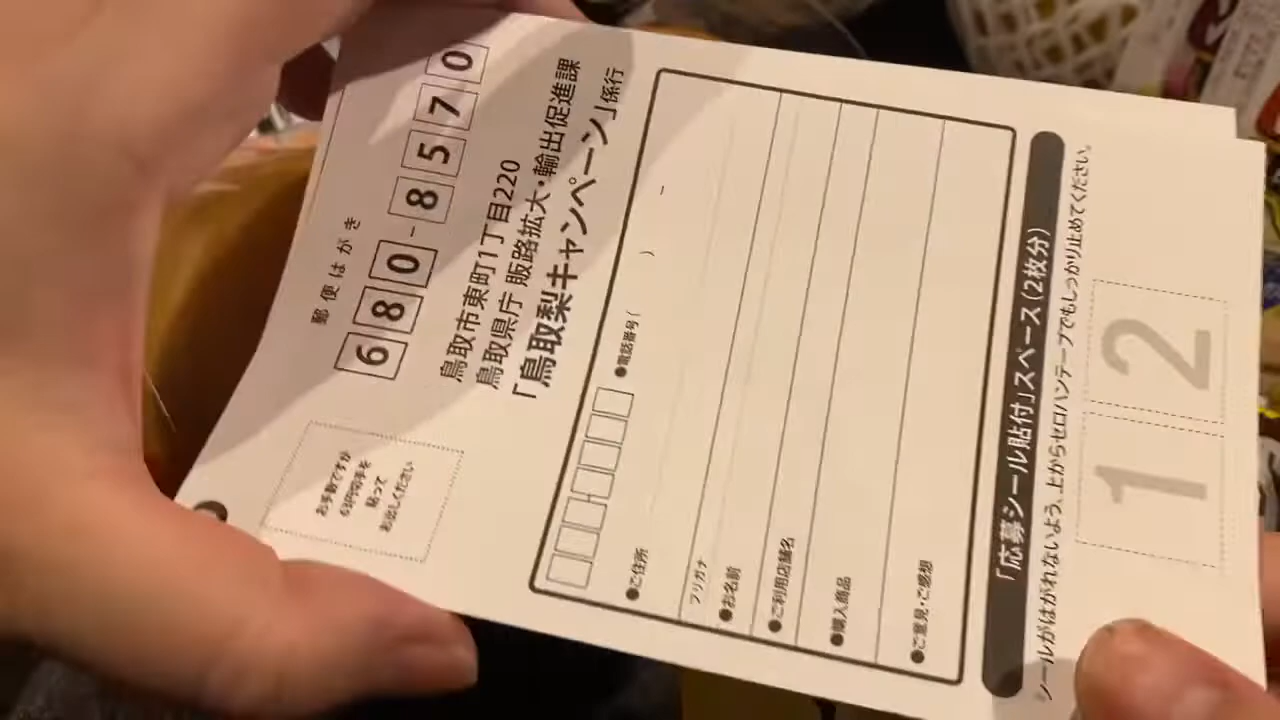 郵便はがき
680-8570
お手数ですが
63円切手を
貼って
お出しください
鳥取市東町1丁目220
鳥取県庁 販路拡大・輸出促進課
「鳥取梨キャンペーン」係行
●ご住所
●電話番号( ) -
フリガナ
●お名前
●ご利用店舗名
●購入商品
●ご意見・ご感想
「応募シール貼付」スペース(2枚分)
シールがはがれないよう、上からセロハンテープでもしっかり止めてください。
1 2